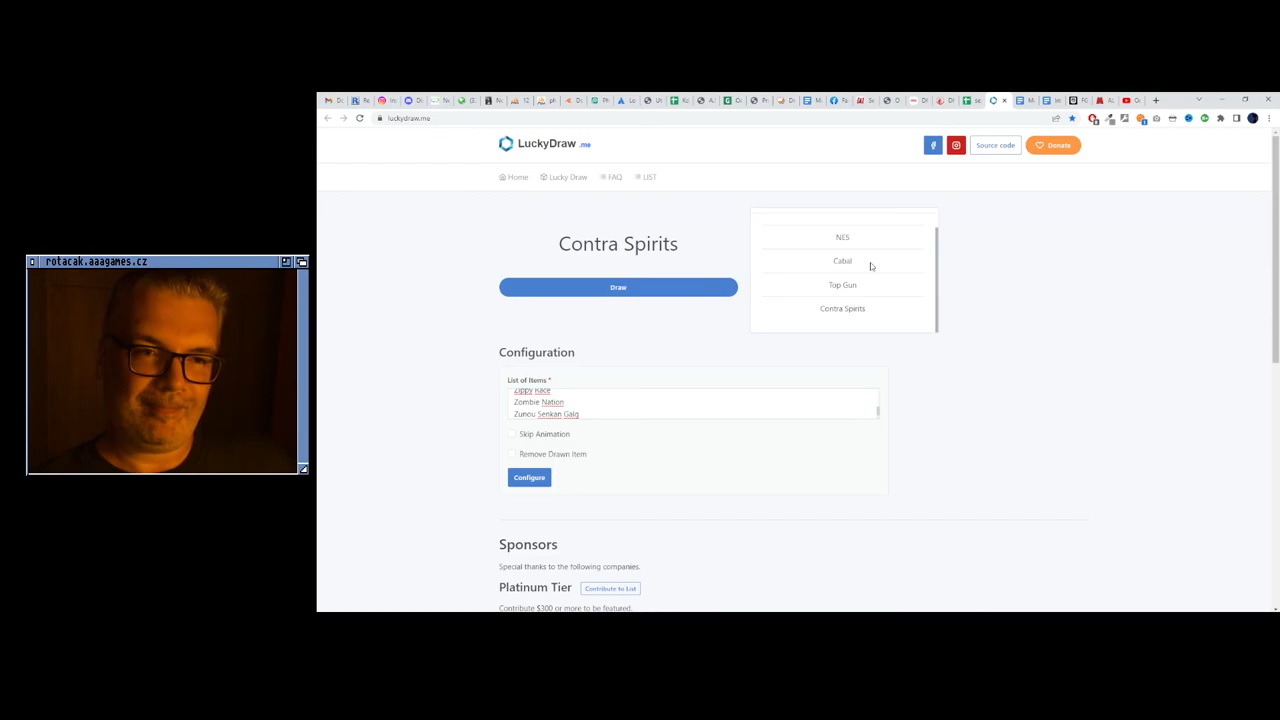 rotacak.aaagames.cz
luckydraw.me
LuckyDraw .me
Source code
Donate
Home
Lucky Draw
FAQ
LIST
Contra Spirits
Draw
NES
Cabal
Top Gun
Contra Spirits
Configuration
List of Items *
Zippy Race
Zombie Nation
Zunou Senkan Galg
Skip Animation
Remove Drawn Item
Configure
Sponsors
Special thanks to the following companies.
Platinum Tier
Contribute to List
Contribute $300 or more to be featured.